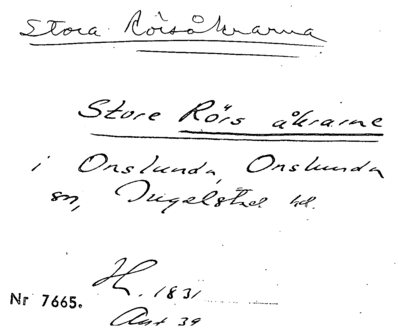 Stora Rörsåkrarna
Store Rörs åkrarne
i Onslunda, Onslunda
sn, Ingelstad hd.
H. 1831
Nr 7665.
Akt 39